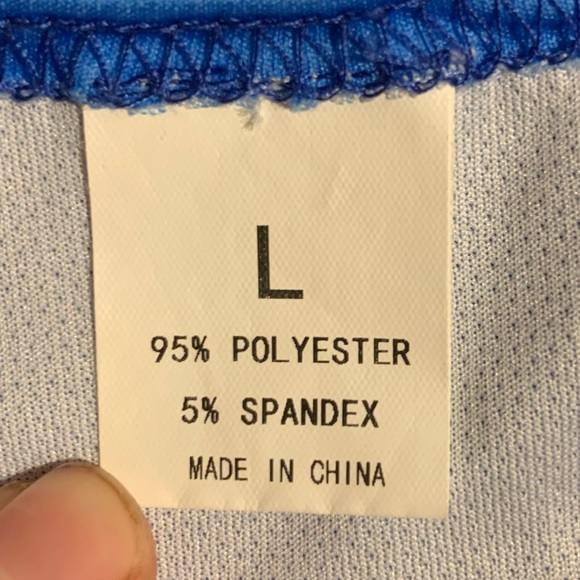 L
95% POLYESTER
5% SPANDEX
MADE IN CHINA